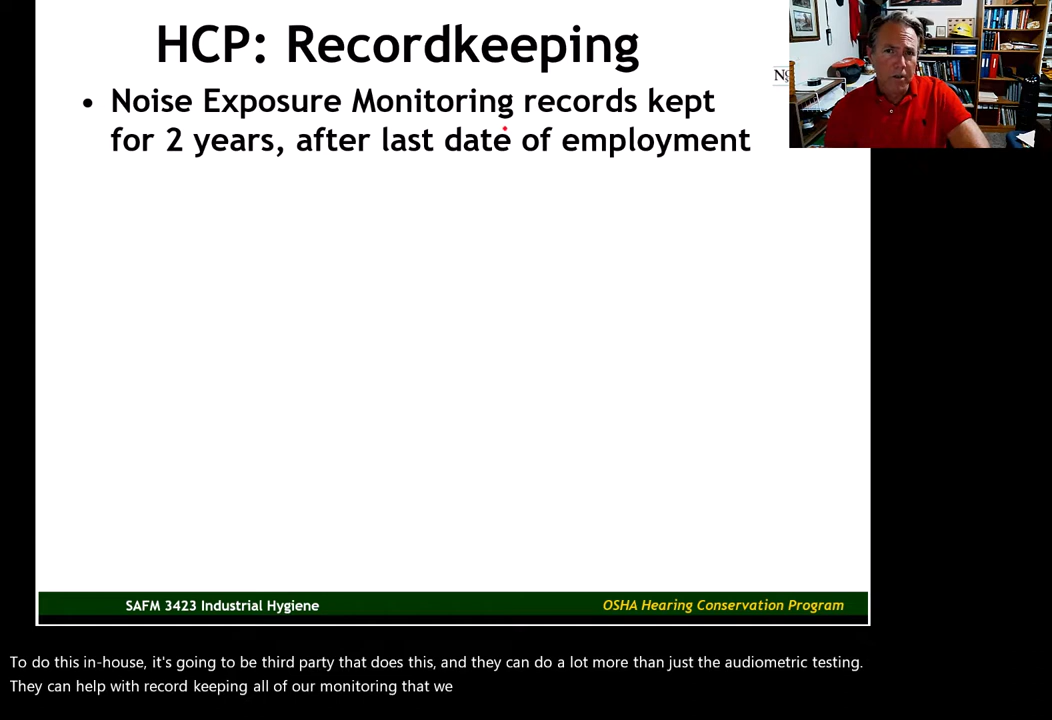 HCP: Recordkeeping
• Noise Exposure Monitoring records kept
for 2 years, after last date of employment
SAFM 3423 Industrial Hygiene
OSHA Hearing Conservation Program
To do this in-house, it's going to be third party that does this, and they can do a lot more than just the audiometric testing.
They can help with record keeping all of our monitoring that we